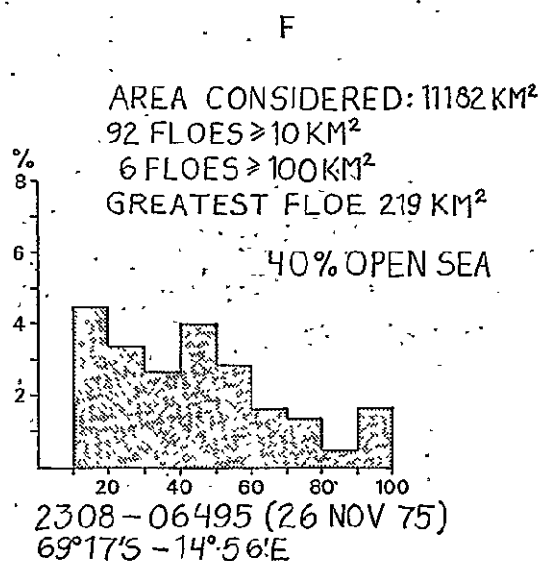 F
AREA CONSIDERED: 11182 KM²
92 FLOES ≥ 10 KM²
6 FLOES ≥ 100 KM²
GREATEST FLOE 219 KM²
40% OPEN SEA
%
8
6
4
2
20 40 60 80 100
2308-06495 (26 NOV 75)
69°17'S - 14°56'E